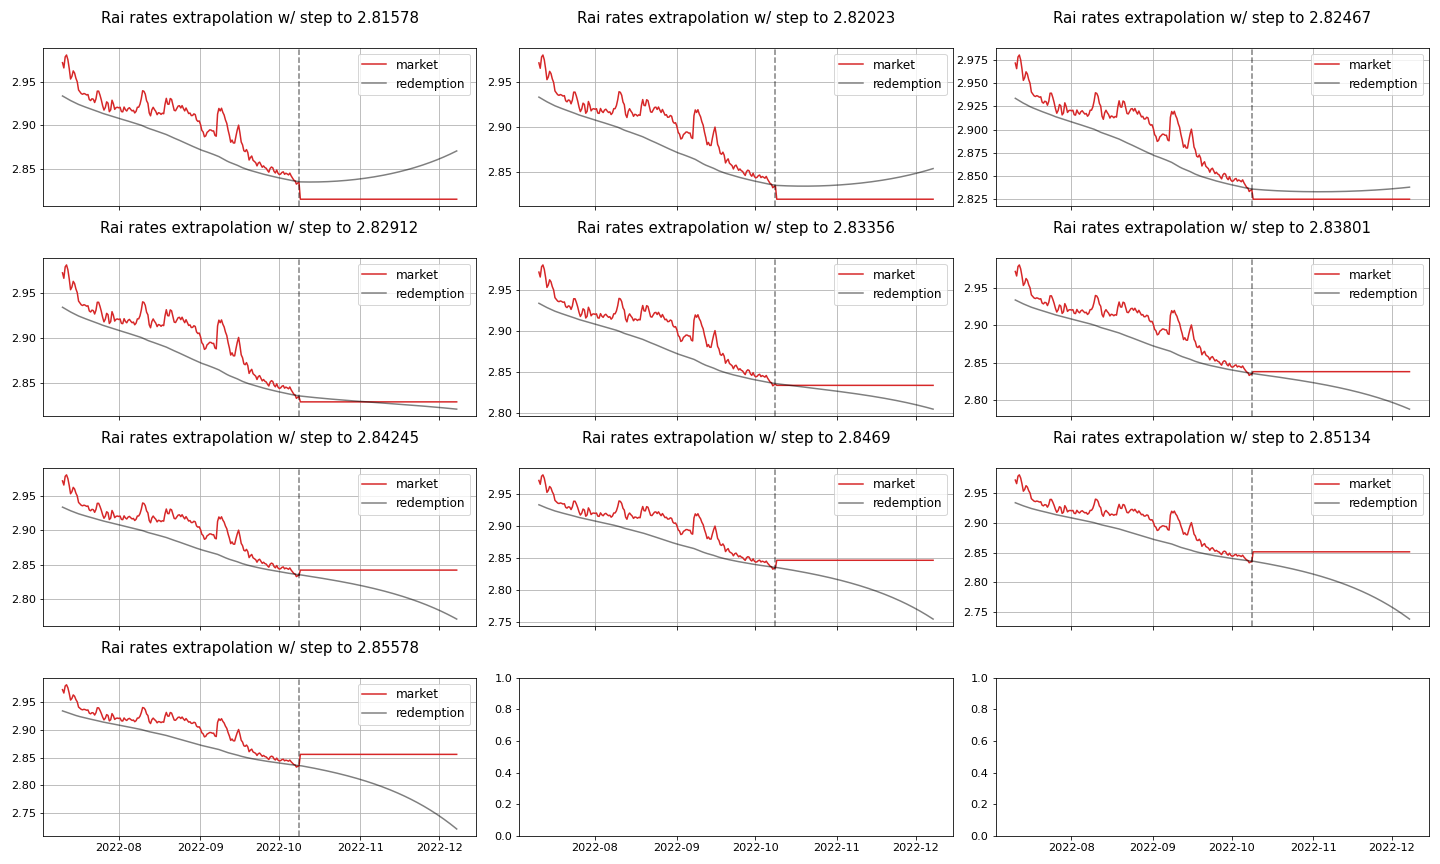 Rai rates extrapolation w/ step to 2.81578
Rai rates extrapolation w/ step to 2.82023
Rai rates extrapolation w/ step to 2.82467
2.95
2.90
2.85
market
redemption
2.95
2.90
2.85
market
redemption
2.975
2.950
2.925
2.900
2.875
2.850
2.825
market
redemption
Rai rates extrapolation w/ step to 2.82912
Rai rates extrapolation w/ step to 2.83356
Rai rates extrapolation w/ step to 2.83801
2.95
2.90
2.85
market
redemption
2.95
2.90
2.85
2.80
market
redemption
2.95
2.90
2.85
2.80
market
redemption
Rai rates extrapolation w/ step to 2.84245
Rai rates extrapolation w/ step to 2.8469
Rai rates extrapolation w/ step to 2.85134
2.95
2.90
2.85
2.80
market
redemption
2.95
2.90
2.85
2.80
2.75
market
redemption
2.95
2.90
2.85
2.80
2.75
market
redemption
Rai rates extrapolation w/ step to 2.85578
2.95
2.90
2.85
2.80
2.75
market
redemption
2022-08 2022-09 2022-10 2022-11 2022-12
1.0
0.8
0.6
0.4
0.2
0.0
2022-08 2022-09 2022-10 2022-11 2022-12
1.0
0.8
0.6
0.4
0.2
0.0
2022-08 2022-09 2022-10 2022-11 2022-12